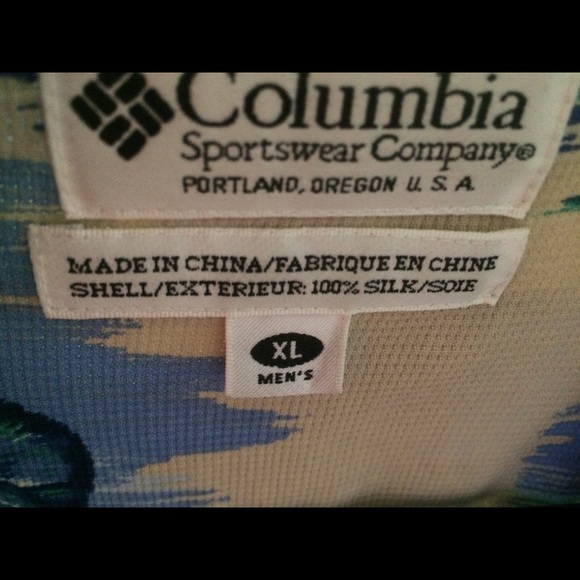 Columbia
Sportswear Company®
PORTLAND, OREGON U. S. A.
MADE IN CHINA/FABRIQUE EN CHINE
SHELL/EXTERIEUR: 100% SILK/SOIE
XL
MEN'S